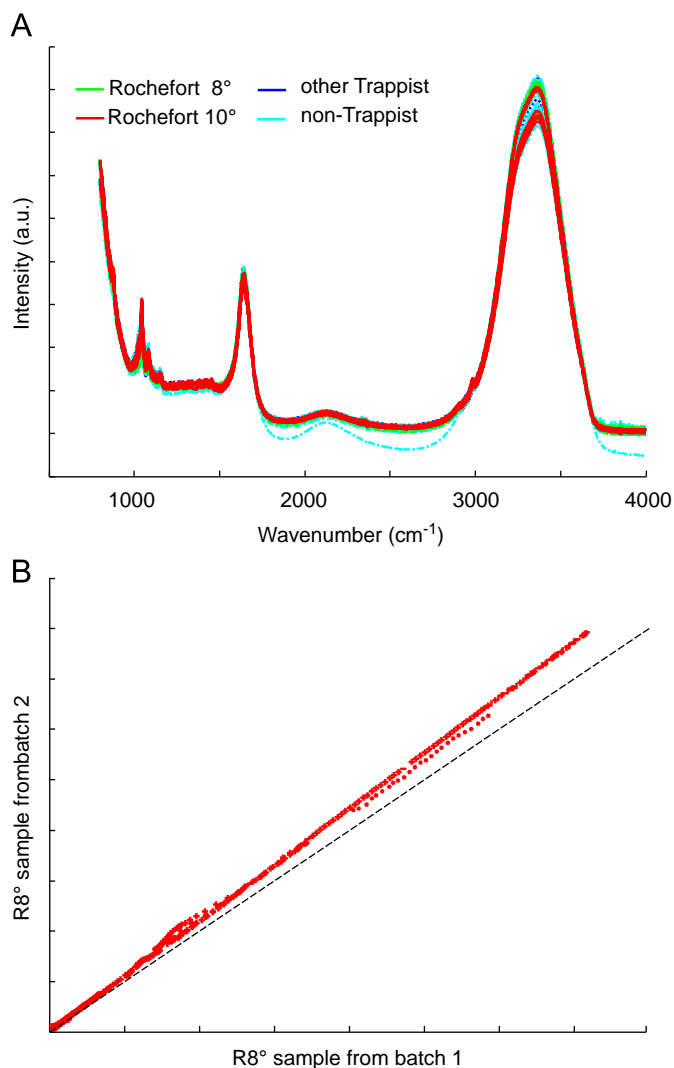 A
Rochefort 8°
other Trappist
Rochefort 10°
non-Trappist
Intensity (a.u.)
1000
2000
3000
4000
Wavenumber (cm⁻¹)
B
R8° sample frombatch 2
R8° sample from batch 1